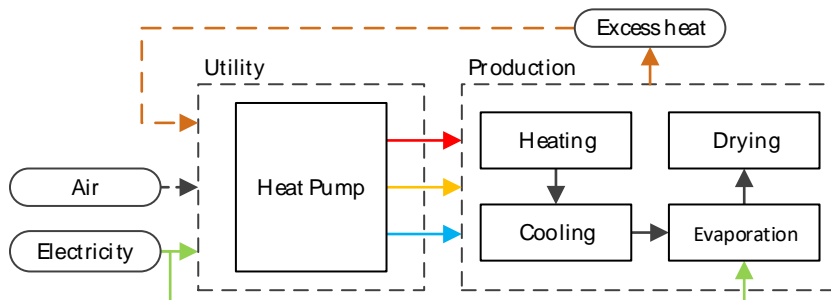 Excess heat
Utility
Production
Heating
Drying
Air
Heat Pump
Electricity
Cooling
Evaporation